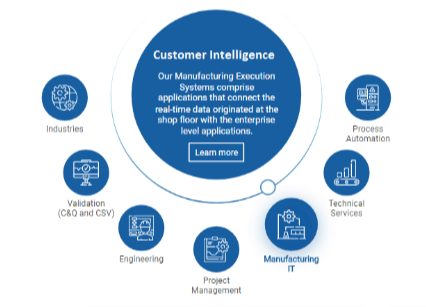 Customer Intelligence
Our Manufacturing Execution
Systems comprise
applications that connect the
real-time data originated at the
shop floor with the enterprise
level applications.
Learn more
Industries
Process
Automation
Validation
(C&Q and CSV)
Technical
Services
Engineering
Manufacturing
IT
Project
Management